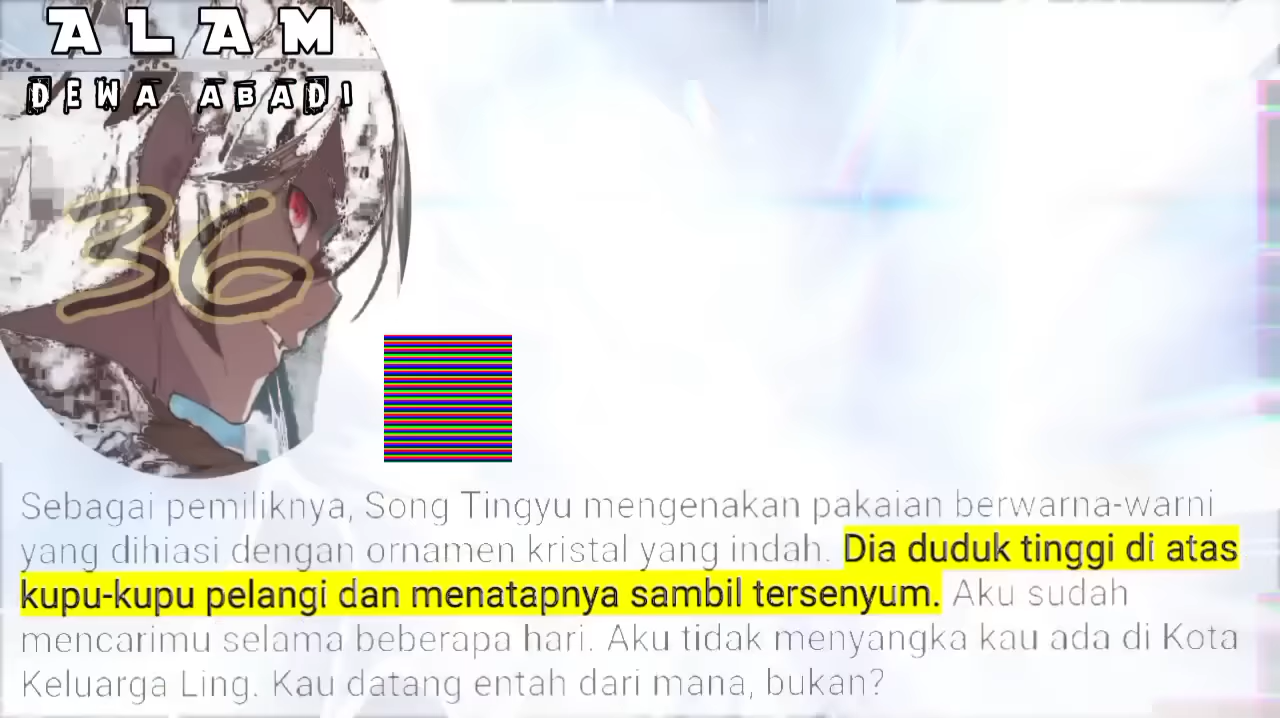 ALAM
DEWA ABADI
36
Sebagai pemiliknya, Song Tingyu mengenakan pakaian berwarna-warni
yang dihiasi dengan ornamen kristal yang indah. Dia duduk tinggi di atas
kupu-kupu pelangi dan menatapnya sambil tersenyum. Aku sudah
mencarimu selama beberapa hari. Aku tidak menyangka kau ada di Kota
Keluarga Ling. Kau datang entah dari mana, bukan?